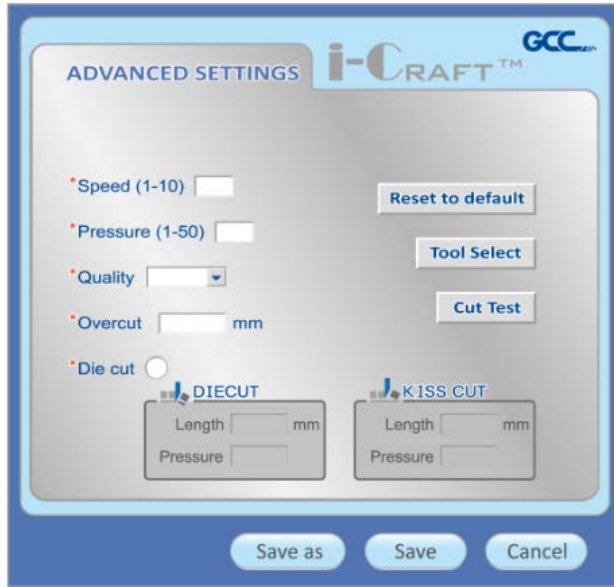 GCC
i-CRAFT™
ADVANCED SETTINGS
*Speed (1-10)
Reset to default
*Pressure (1-50)
Tool Select
*Quality
Cut Test
*Overcut mm
*Die cut
DIECUT
KISS CUT
Length mm
Length mm
Pressure
Pressure
Save as
Save
Cancel